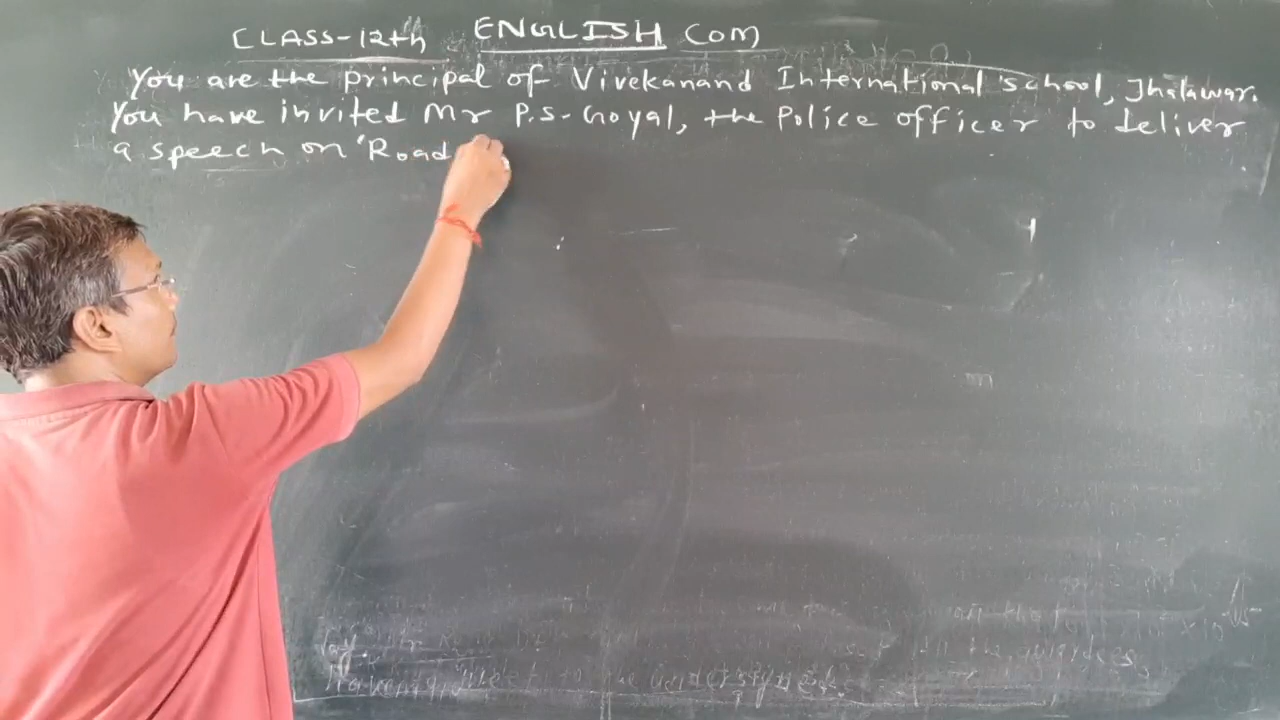 CLASS-12th ENGLISH COM
You are the principal of Vivekanand International school, Jhalawar.
You have invited Mr P.S. Goyal, the Police officer to deliver
a speech on 'Road